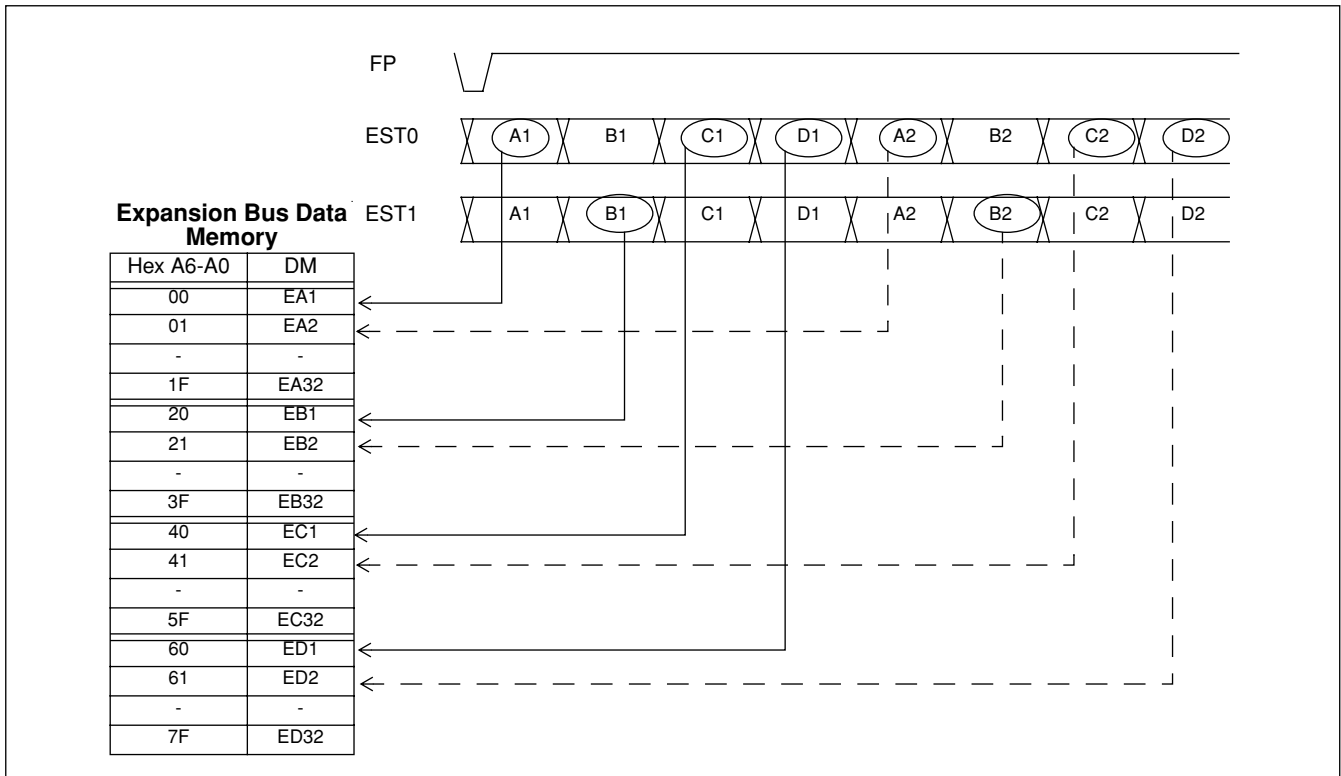 FP
EST0 A1 B1 C1 D1 A2 B2 C2 D2
EST1 A1 B1 C1 D1 A2 B2 C2 D2
Expansion Bus Data
Memory
Hex A6-A0 DM
00 EA1
01 EA2
- -
1F EA32
20 EB1
21 EB2
- -
3F EB32
40 EC1
41 EC2
- -
5F EC32
60 ED1
61 ED2
- -
7F ED32